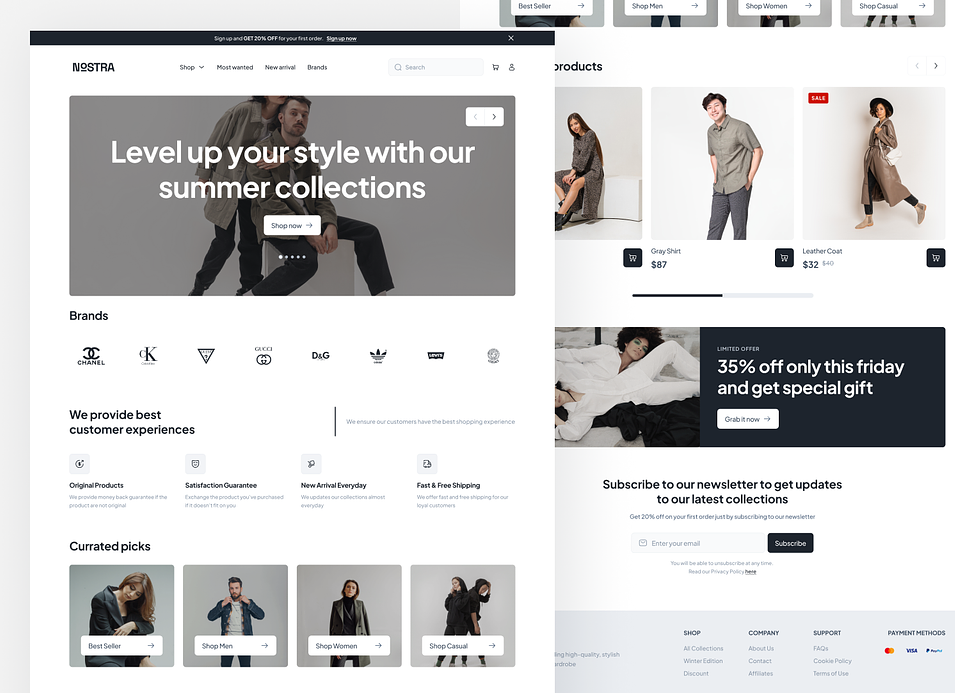 Sign up and GET 20% OFF for your first order. Sign up now
NOSTRA
Shop
Most wanted
New arrival
Brands
Search
Level up your style with our
summer collections
Shop now
Brands
CHANEL
CK
GUCCI
D&G
LEVI'S
We provide best
customer experiences
We ensure our customers have the best shopping experience
Original Products
We provide money back guarantee if the
product are not original
Satisfaction Guarantee
Exchange the product you've purchased
if it doesn't fit on you
New Arrival Everyday
We updates our collections almost
everyday
Fast & Free Shipping
We offer fast and free shipping for our
loyal customers
Currated picks
Best Seller
Shop Men
Shop Women
Shop Casual
Best Seller
Shop Men
Shop Women
Shop Casual
products
SALE
Gray Shirt
$87
Leather Coat
$32 $40
LIMITED OFFER
35% off only this friday
and get special gift
Grab it now
Subscribe to our newsletter to get updates
to our latest collections
Get 20% off on your first order just by subscribing to our newsletter
Enter your email
Subscribe
You will be able to unsubscribe at any time.
Read our Privacy Policy here
ling high-quality, stylish
ardrobe
SHOP
All Collections
Winter Edition
Discount
COMPANY
About Us
Contact
Affiliates
SUPPORT
FAQs
Cookie Policy
Terms of Use
PAYMENT METHODS
VISA
PayPal